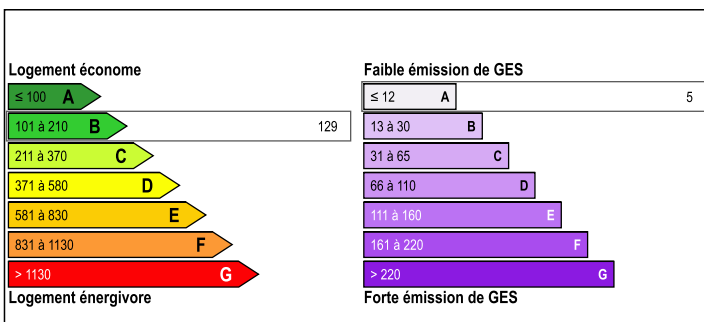 Logement économe
≤ 100 A
101 à 210 B 129
211 à 370 C
371 à 580 D
581 à 830 E
831 à 1130 F
> 1130 G
Logement énergivore
Faible émission de GES
≤ 12 A 5
13 à 30 B
31 à 65 C
66 à 110 D
111 à 160 E
161 à 220 F
> 220 G
Forte émission de GES